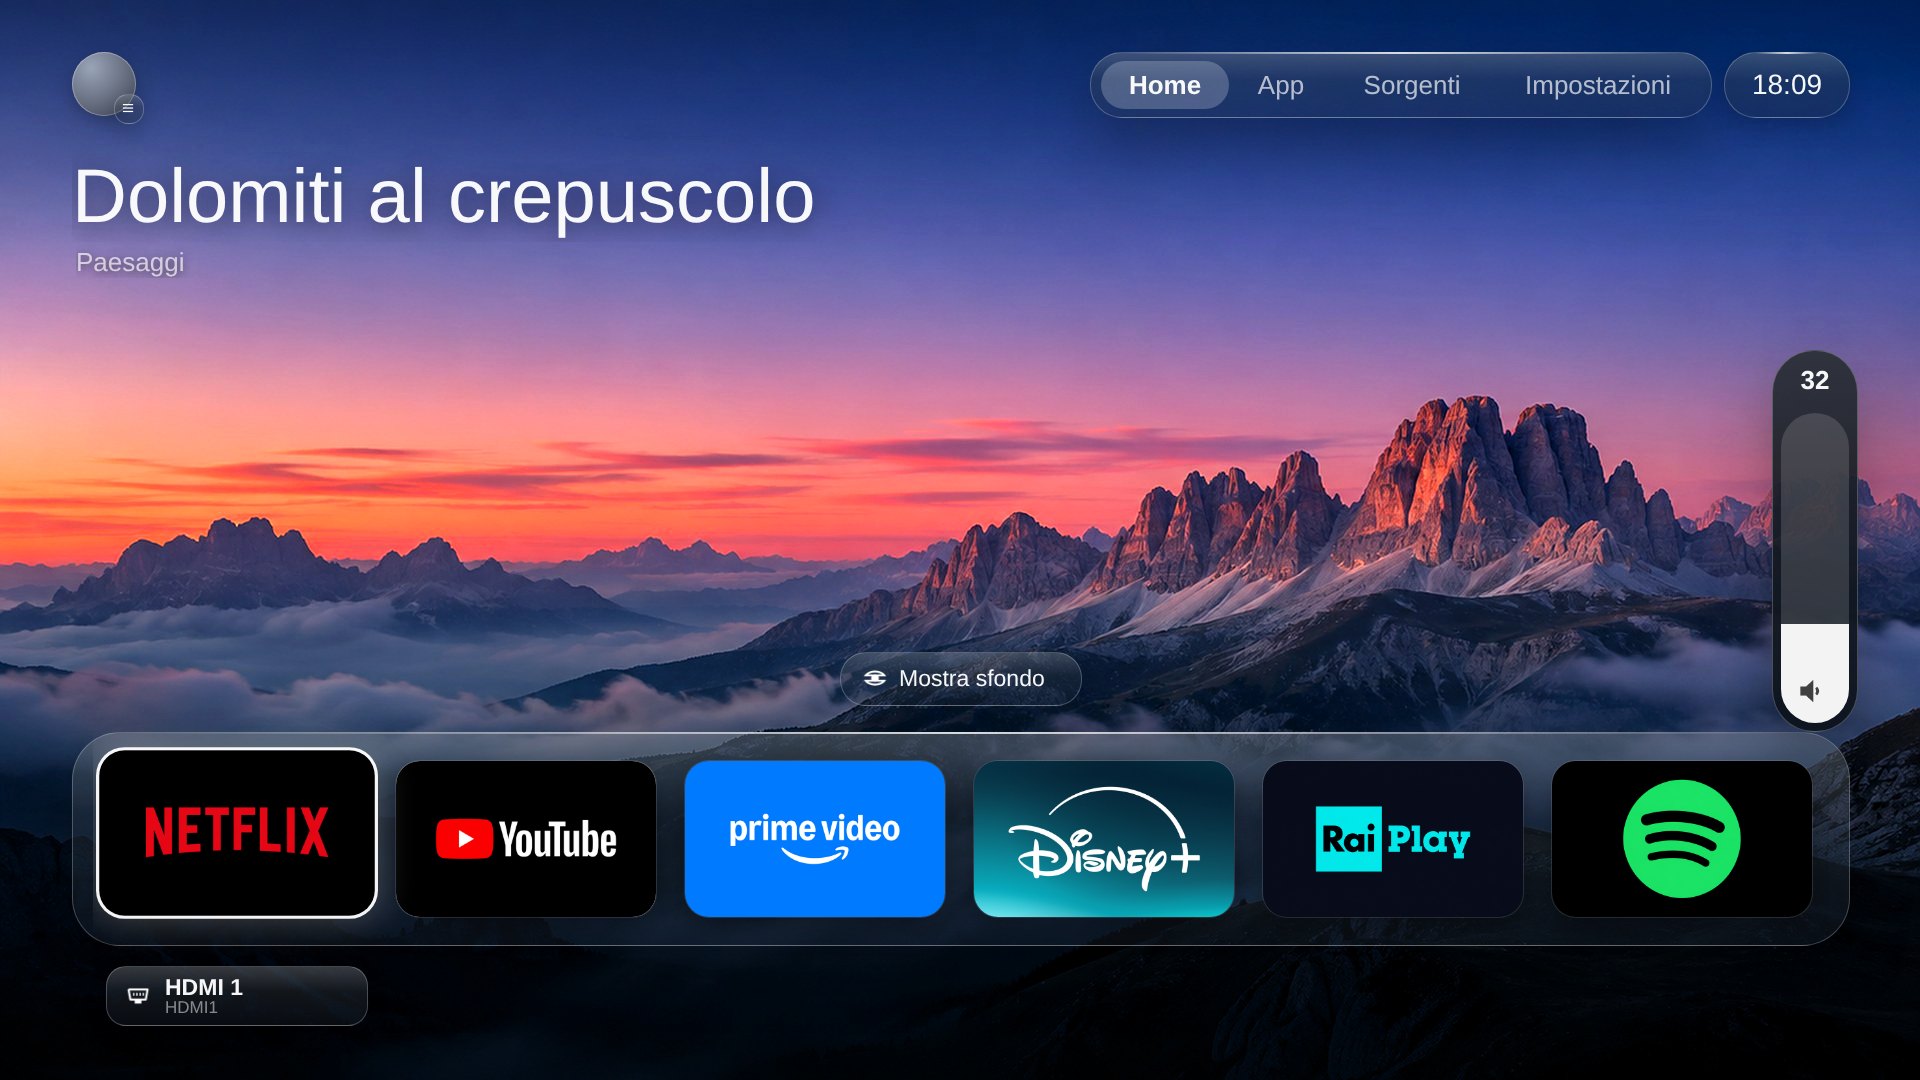 Home App Sorgenti Impostazioni 18:09
Dolomiti al crepuscolo
Paesaggi
32
Mostra sfondo
NETFLIX
YouTube
prime video
Disney+
Rai Play
HDMI 1
HDMI1